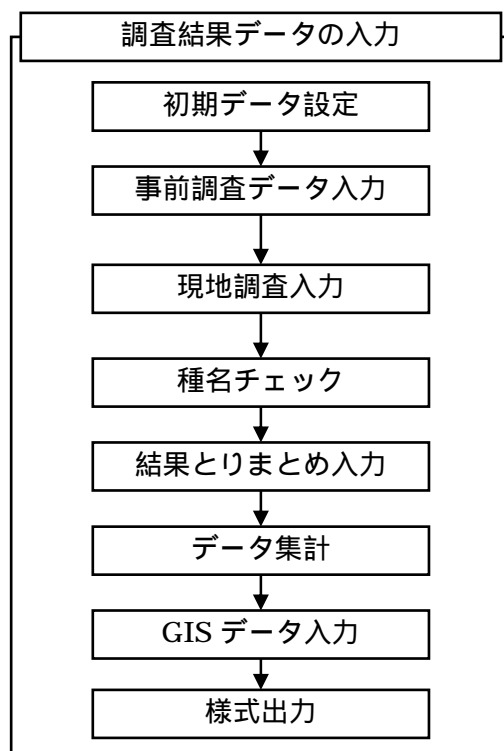 調査結果データの入力
初期データ設定
事前調査データ入力
現地調査入力
種名チェック
結果とりまとめ入力
データ集計
GIS データ入力
様式出力